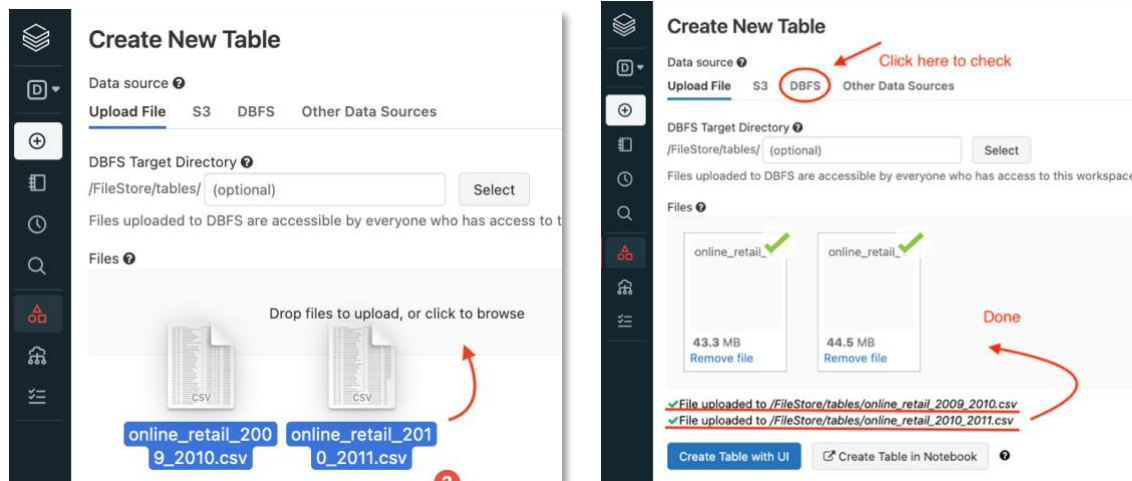 Create New Table
Data source
Upload File S3 DBFS Other Data Sources
DBFS Target Directory
/FileStore/tables/ (optional) Select
Files uploaded to DBFS are accessible by everyone who has access to t
Files
Drop files to upload, or click to browse
CSV CSV
online_retail_200
9_2010.csv
online_retail_201
0_2011.csv
D
Create New Table
Data source
Click here to check
Upload File S3 DBFS Other Data Sources
DBFS Target Directory
/FileStore/tables/ (optional) Select
Files uploaded to DBFS are accessible by everyone who has access to this workspace
Files
online_retail_ online_retail_
Done
43.3 MB 44.5 MB
Remove file Remove file
File uploaded to /FileStore/tables/online_retail_2009_2010.csv
File uploaded to /FileStore/tables/online_retail_2010_2011.csv
Create Table with UI Create Table in Notebook
D